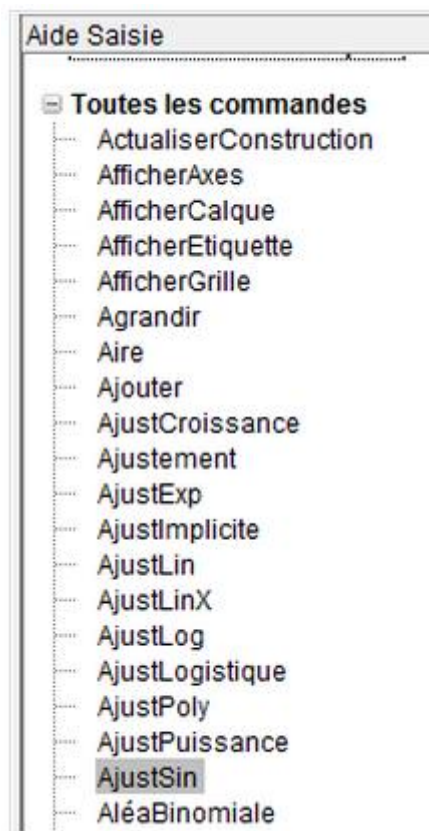 Aide Saisie
Toutes les commandes
ActualiserConstruction
AfficherAxes
AfficherCalque
AfficherEtiquette
AfficherGrille
Agrandir
Aire
Ajouter
AjustCroissance
Ajustement
AjustExp
AjustImplicite
AjustLin
AjustLinX
AjustLog
AjustLogistique
AjustPoly
AjustPuissance
AjustSin
AléaBinomiale